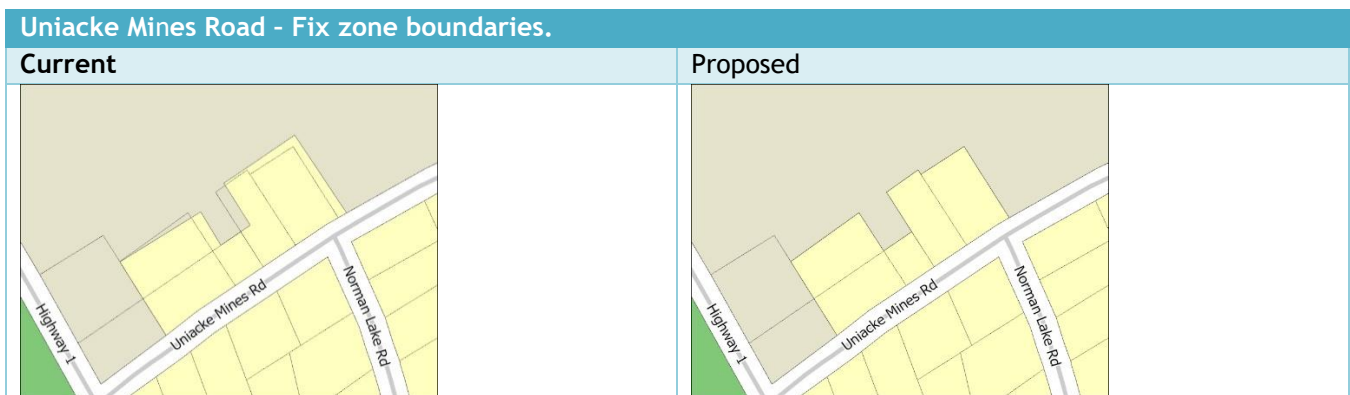 Uniacke Mines Road - Fix zone boundaries.
Current
Proposed
Highway 1
Uniacke Mines Rd
Norman Lake Rd
Highway 1
Uniacke Mines Rd
Norman Lake Rd